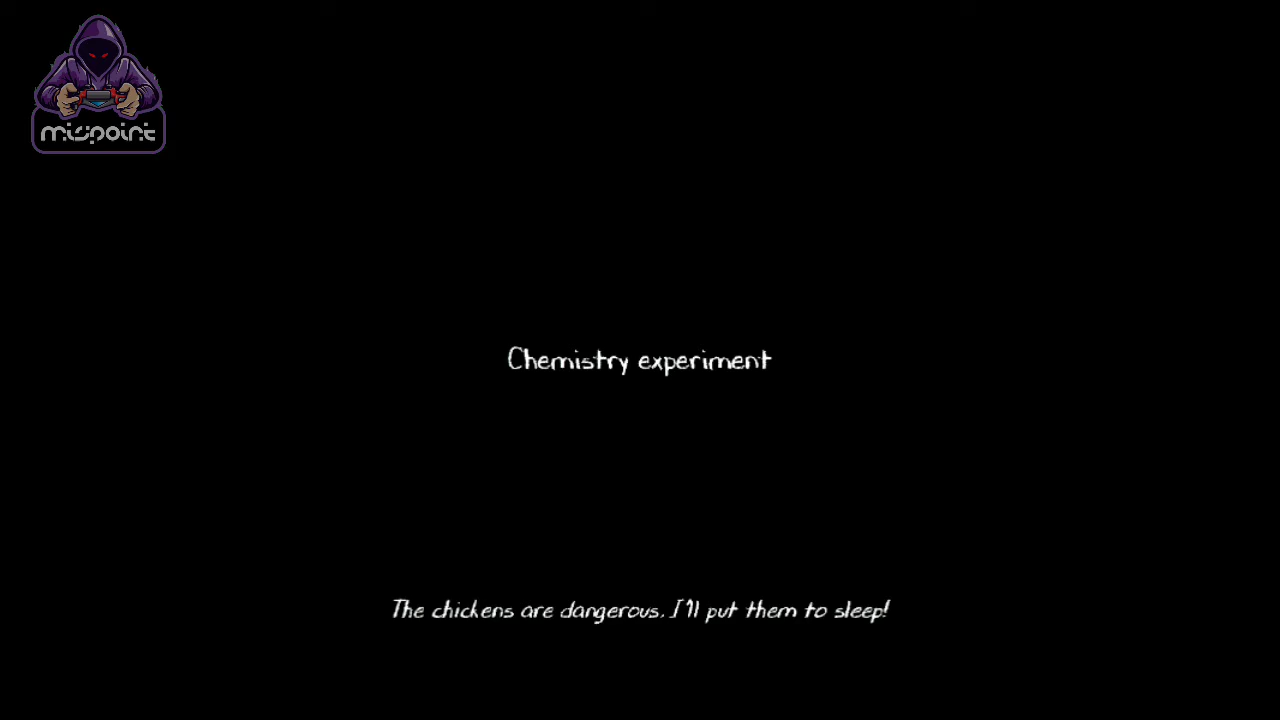 mispoint
Chemistry experiment
The chickens are dangerous. I'll put them to sleep!